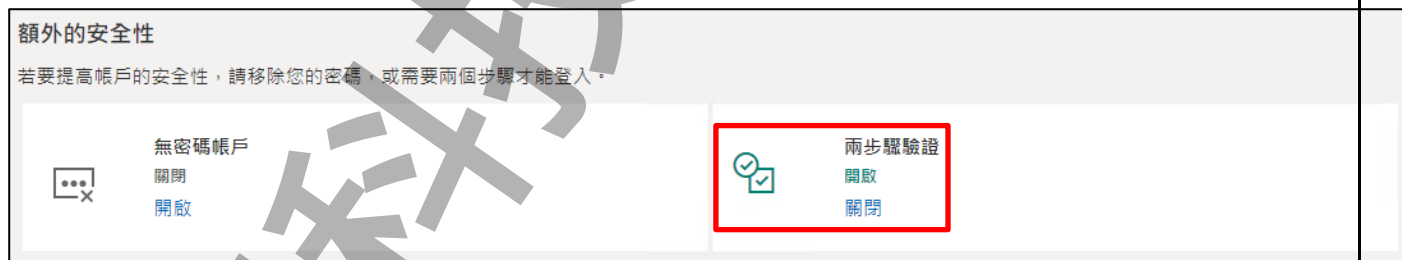 額外的安全性
若要提高帳戶的安全性，請移除您的密碼，或需要兩個步驟才能登入。
無密碼帳戶
關閉
開啟
兩步驟驗證
開啟
關閉
科技